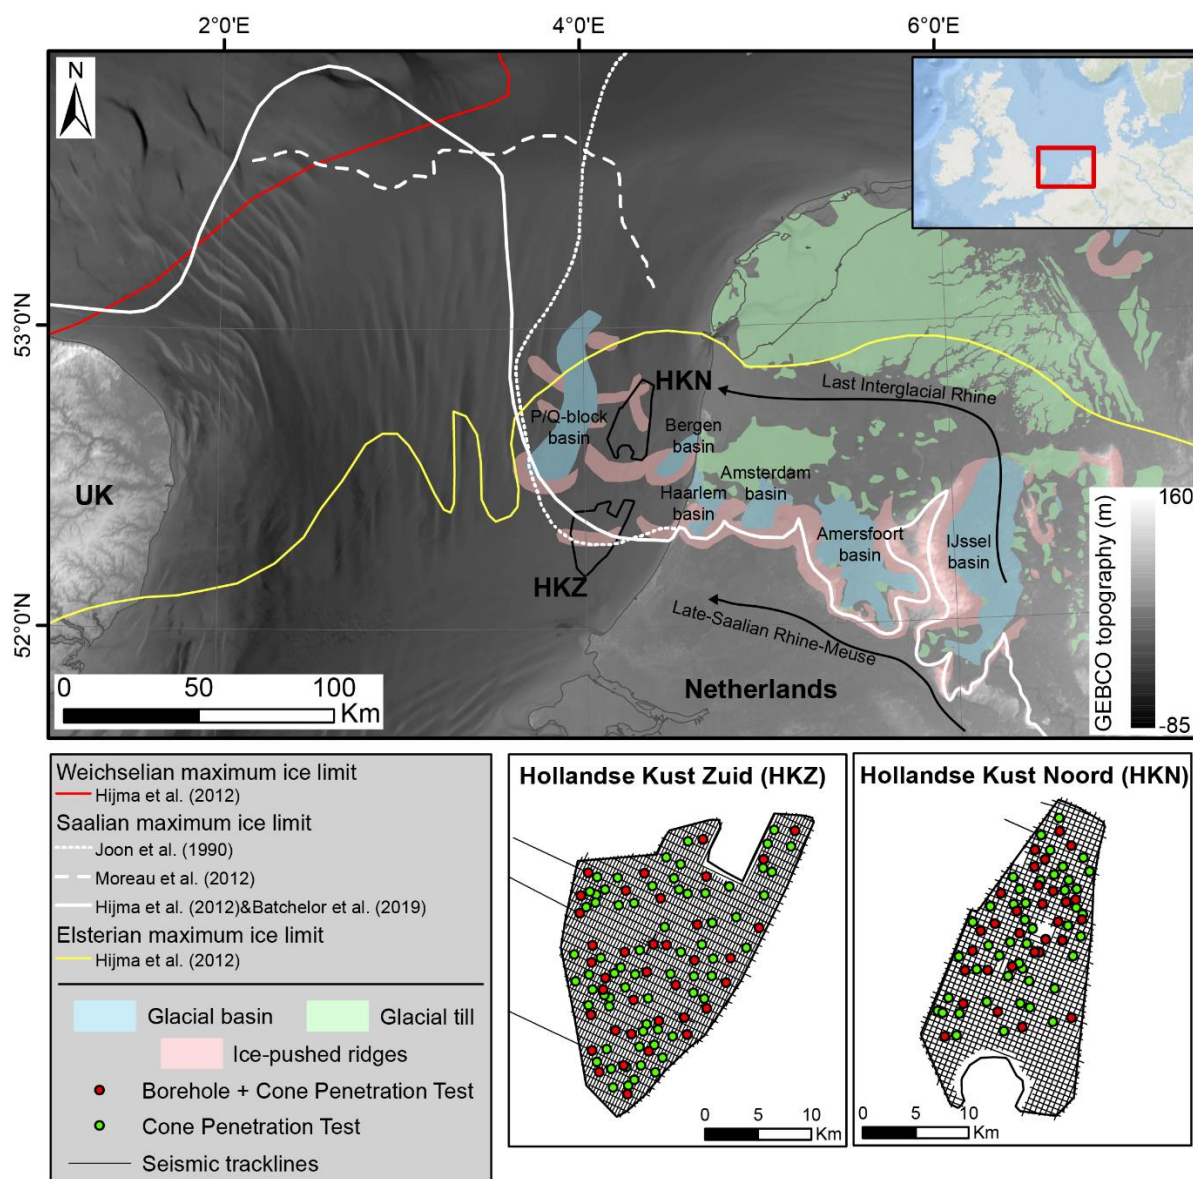 2°0'E
4°0'E
6°0'E
N
53°0'N
52°0'N
HKN
Last Interglacial Rhine
P/Q-block
basin
Bergen
basin
UK
Amsterdam
basin
Haarlem
basin
Amersfoort
basin
IJssel
basin
HKZ
Late-Saalian Rhine-Meuse
Netherlands
0 50 100
Km
160
GEBCO topography (m)
-85
Weichselian maximum ice limit
Hijma et al. (2012)
Saalian maximum ice limit
Joon et al. (1990)
Moreau et al. (2012)
Hijma et al. (2012)&Batchelor et al. (2019)
Elsterian maximum ice limit
Hijma et al. (2012)
Glacial basin
Glacial till
Ice-pushed ridges
Borehole + Cone Penetration Test
Cone Penetration Test
Seismic tracklines
Hollandse Kust Zuid (HKZ)
0 5 10
Km
Hollandse Kust Noord (HKN)
0 5 10
Km